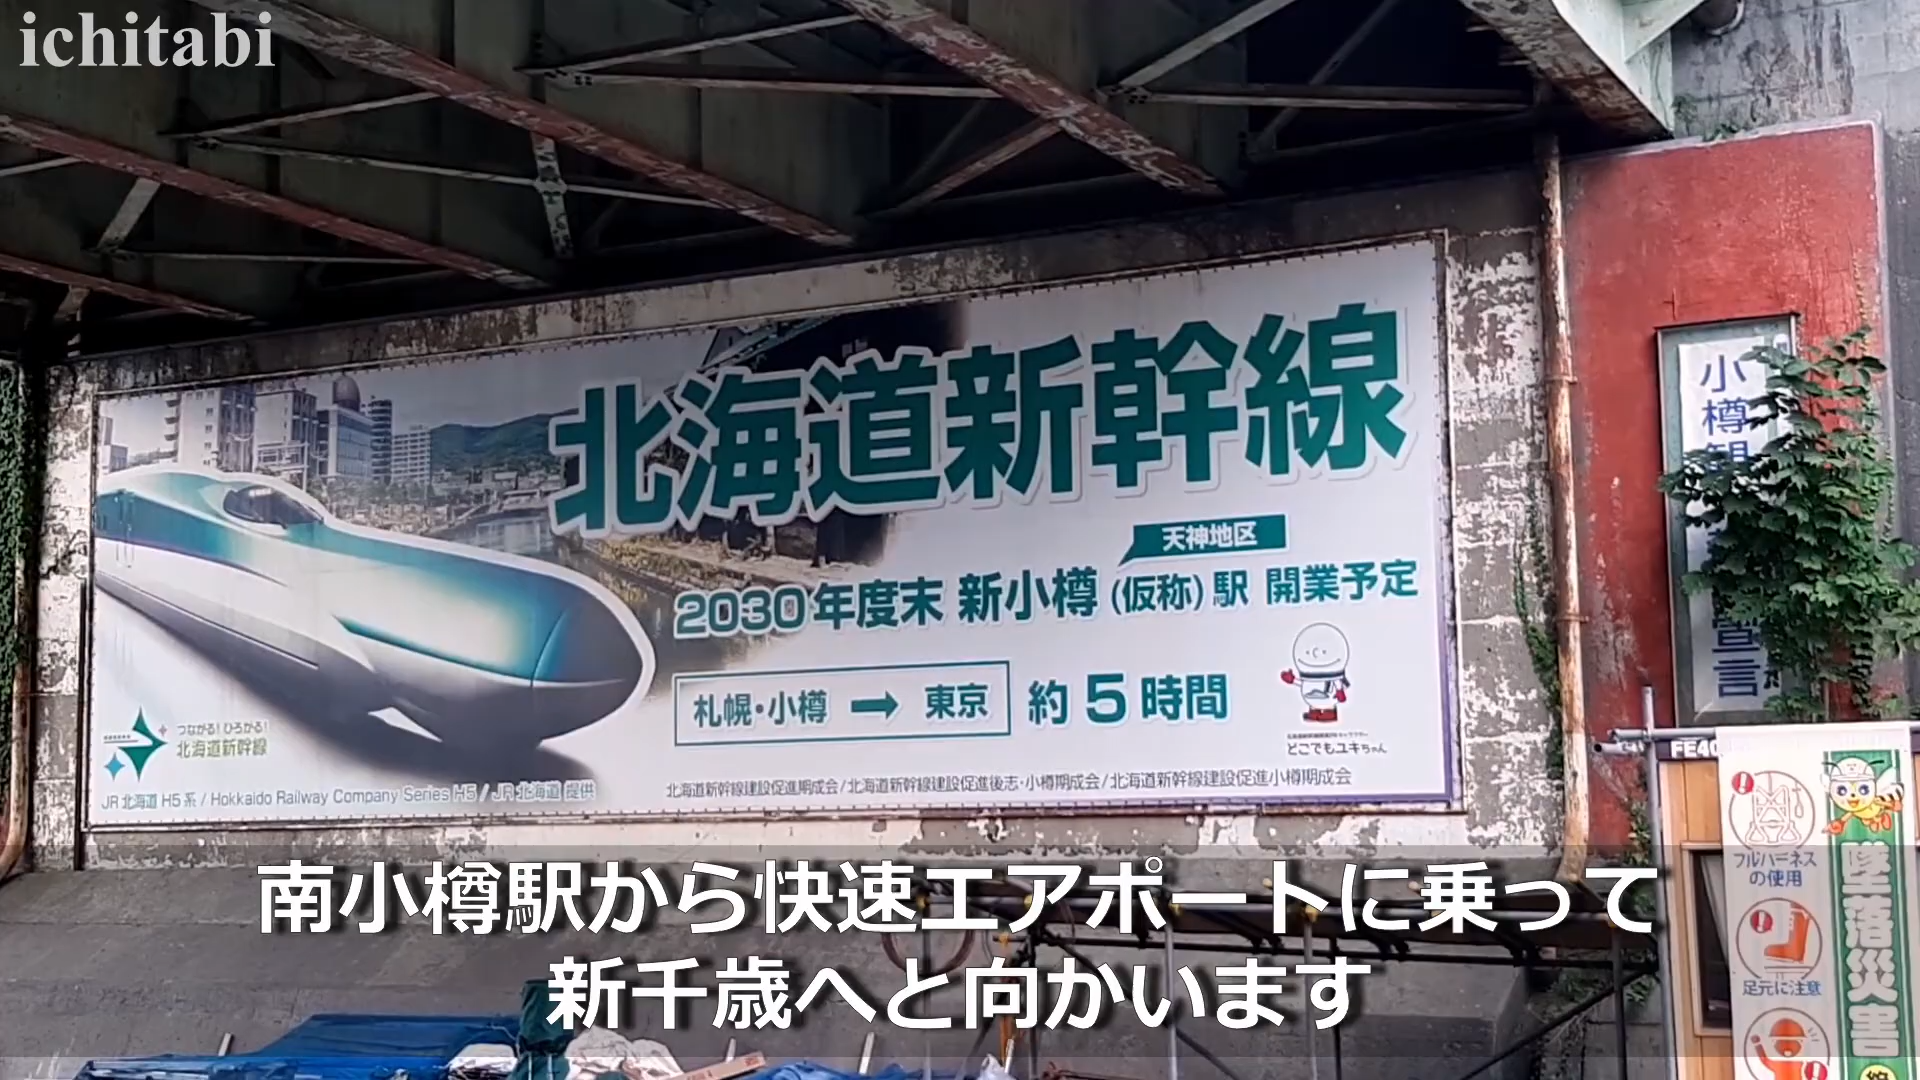 ichitabi
北海道新幹線
天神地区
2030年度末 新小樽(仮称)駅 開業予定
札幌・小樽 → 東京 約5時間
つながる!ひろがる!
北海道新幹線
どこでもユキちゃん
JR北海道 H5系 / Hokkaido Railway Company Series H5 / JR北海道 提供
北海道新幹線建設促進期成会/北海道新幹線建設促進後志・小樽期成会/北海道新幹線建設促進小樽期成会
小樽観
宣言
FE40
フルハーネス
の使用
足元に注意
墜落災害
南小樽駅から快速エアポートに乗って
新千歳へと向かいます